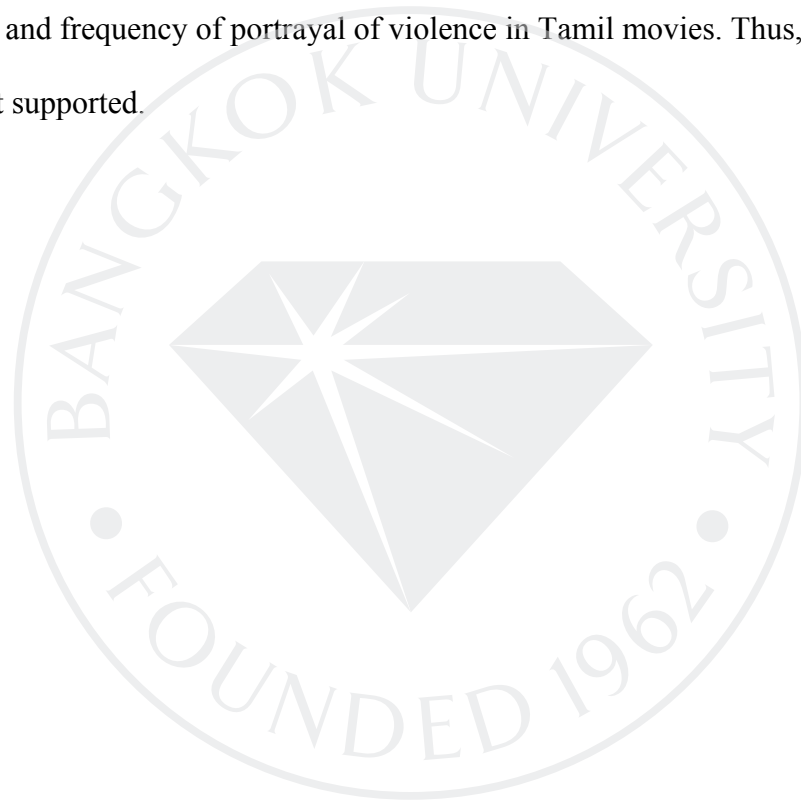 and frequency of portrayal of violence in Tamil movies. Thus,
supported.
BANGKOK UNIVERSITY
FOUNDED 1962